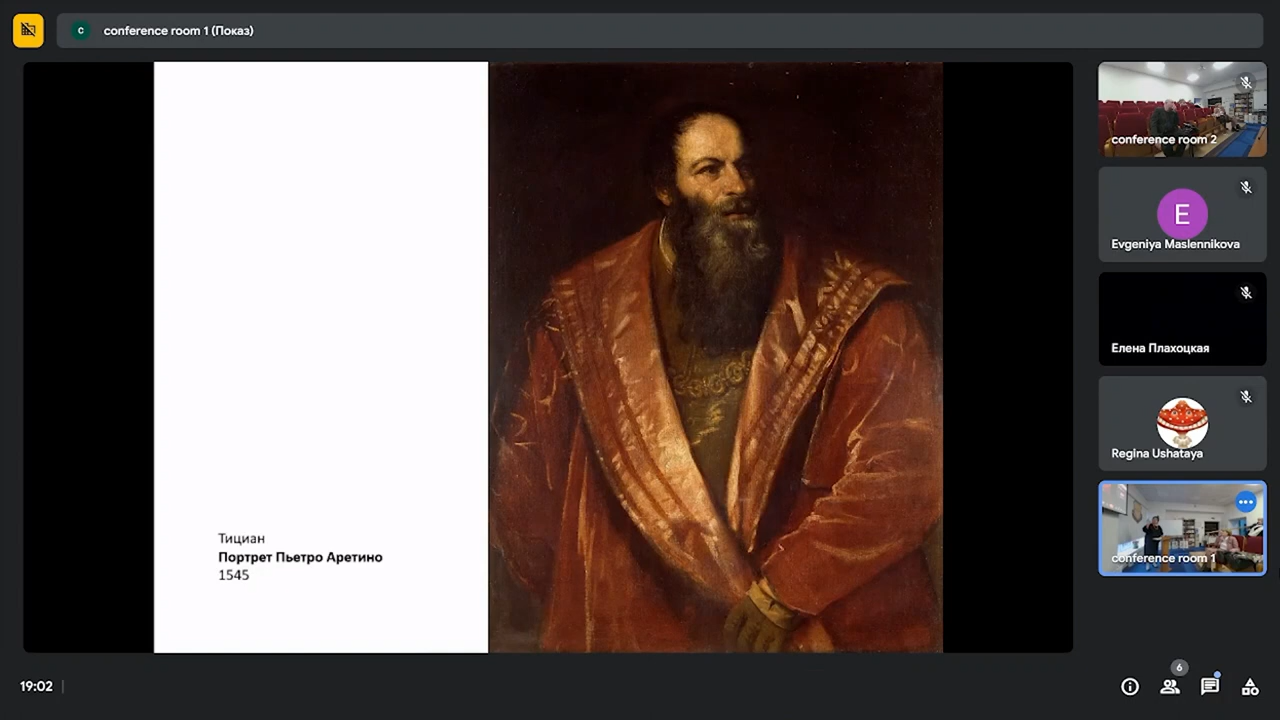 c
conference room 1 (Показ)
Тициан
Портрет Пьетро Аретино
1545
conference room 2
E
Evgeniya Maslennikova
Елена Плахоцкая
Regina Ushataya
conference room 1
19:02
6